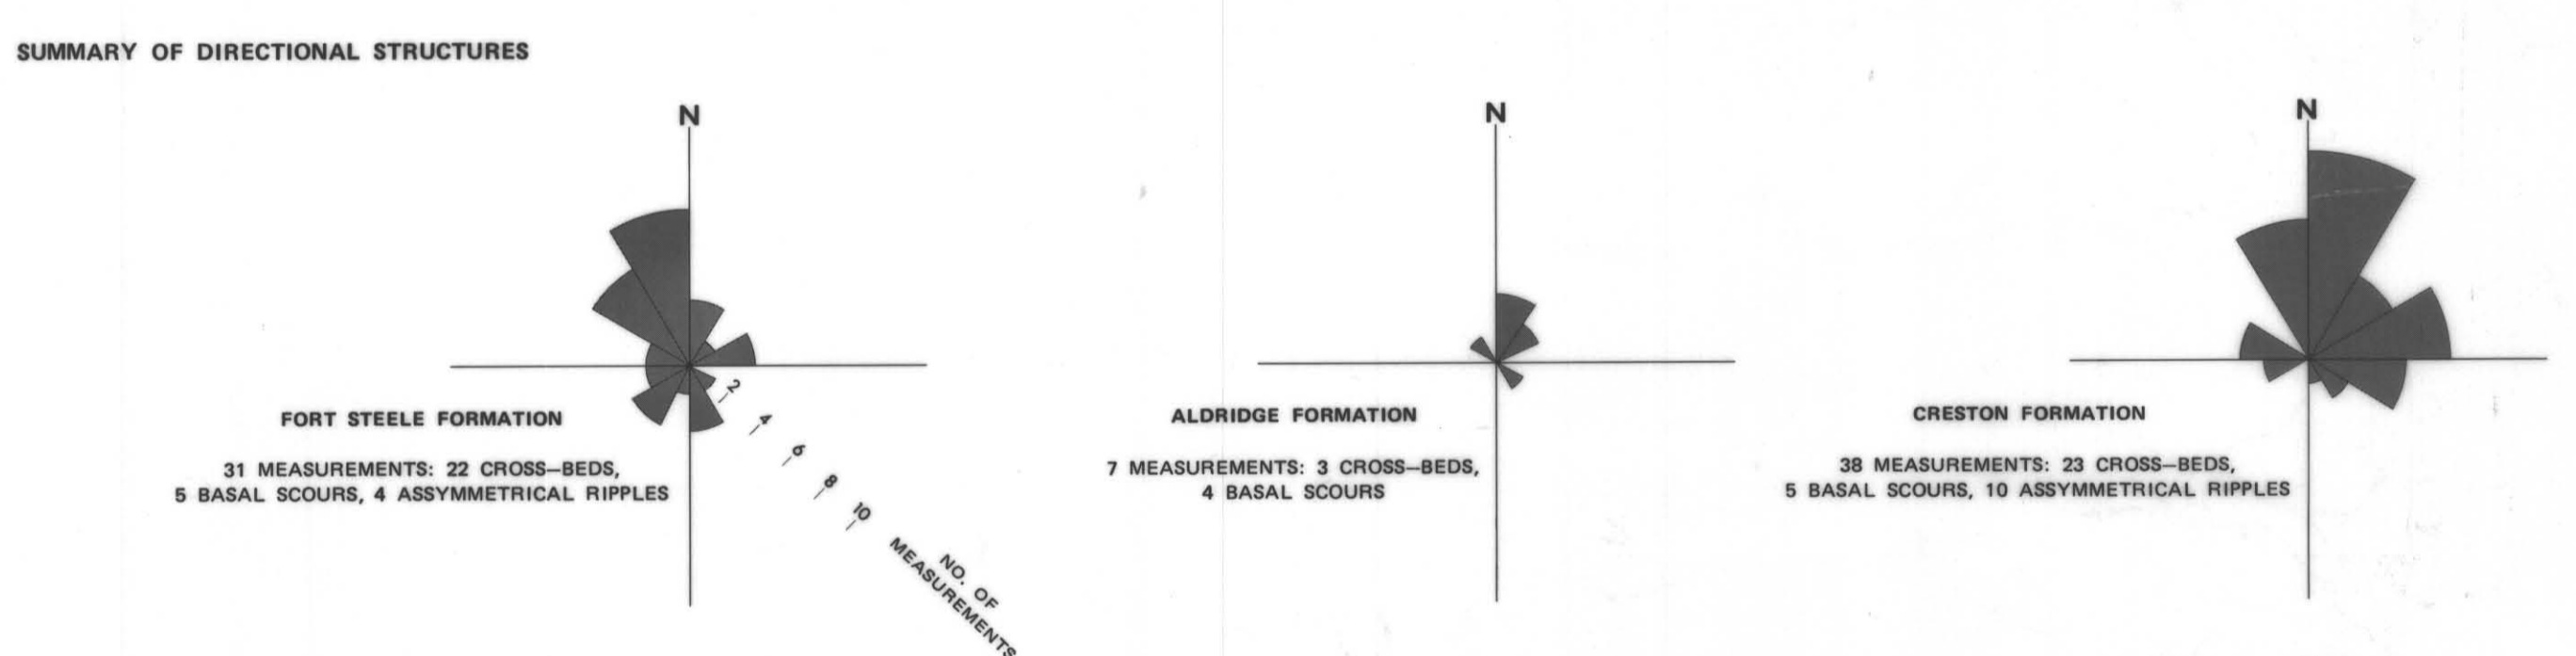 SUMMARY OF DIRECTIONAL STRUCTURES
N
2
4
6
8
10
NO. OF
MEASUREMENTS
FORT STEELE FORMATION
31 MEASUREMENTS: 22 CROSS–BEDS,
5 BASAL SCOURS, 4 ASSYMMETRICAL RIPPLES
N
ALDRIDGE FORMATION
7 MEASUREMENTS: 3 CROSS–BEDS,
4 BASAL SCOURS
N
CRESTON FORMATION
38 MEASUREMENTS: 23 CROSS–BEDS,
5 BASAL SCOURS, 10 ASSYMMETRICAL RIPPLES